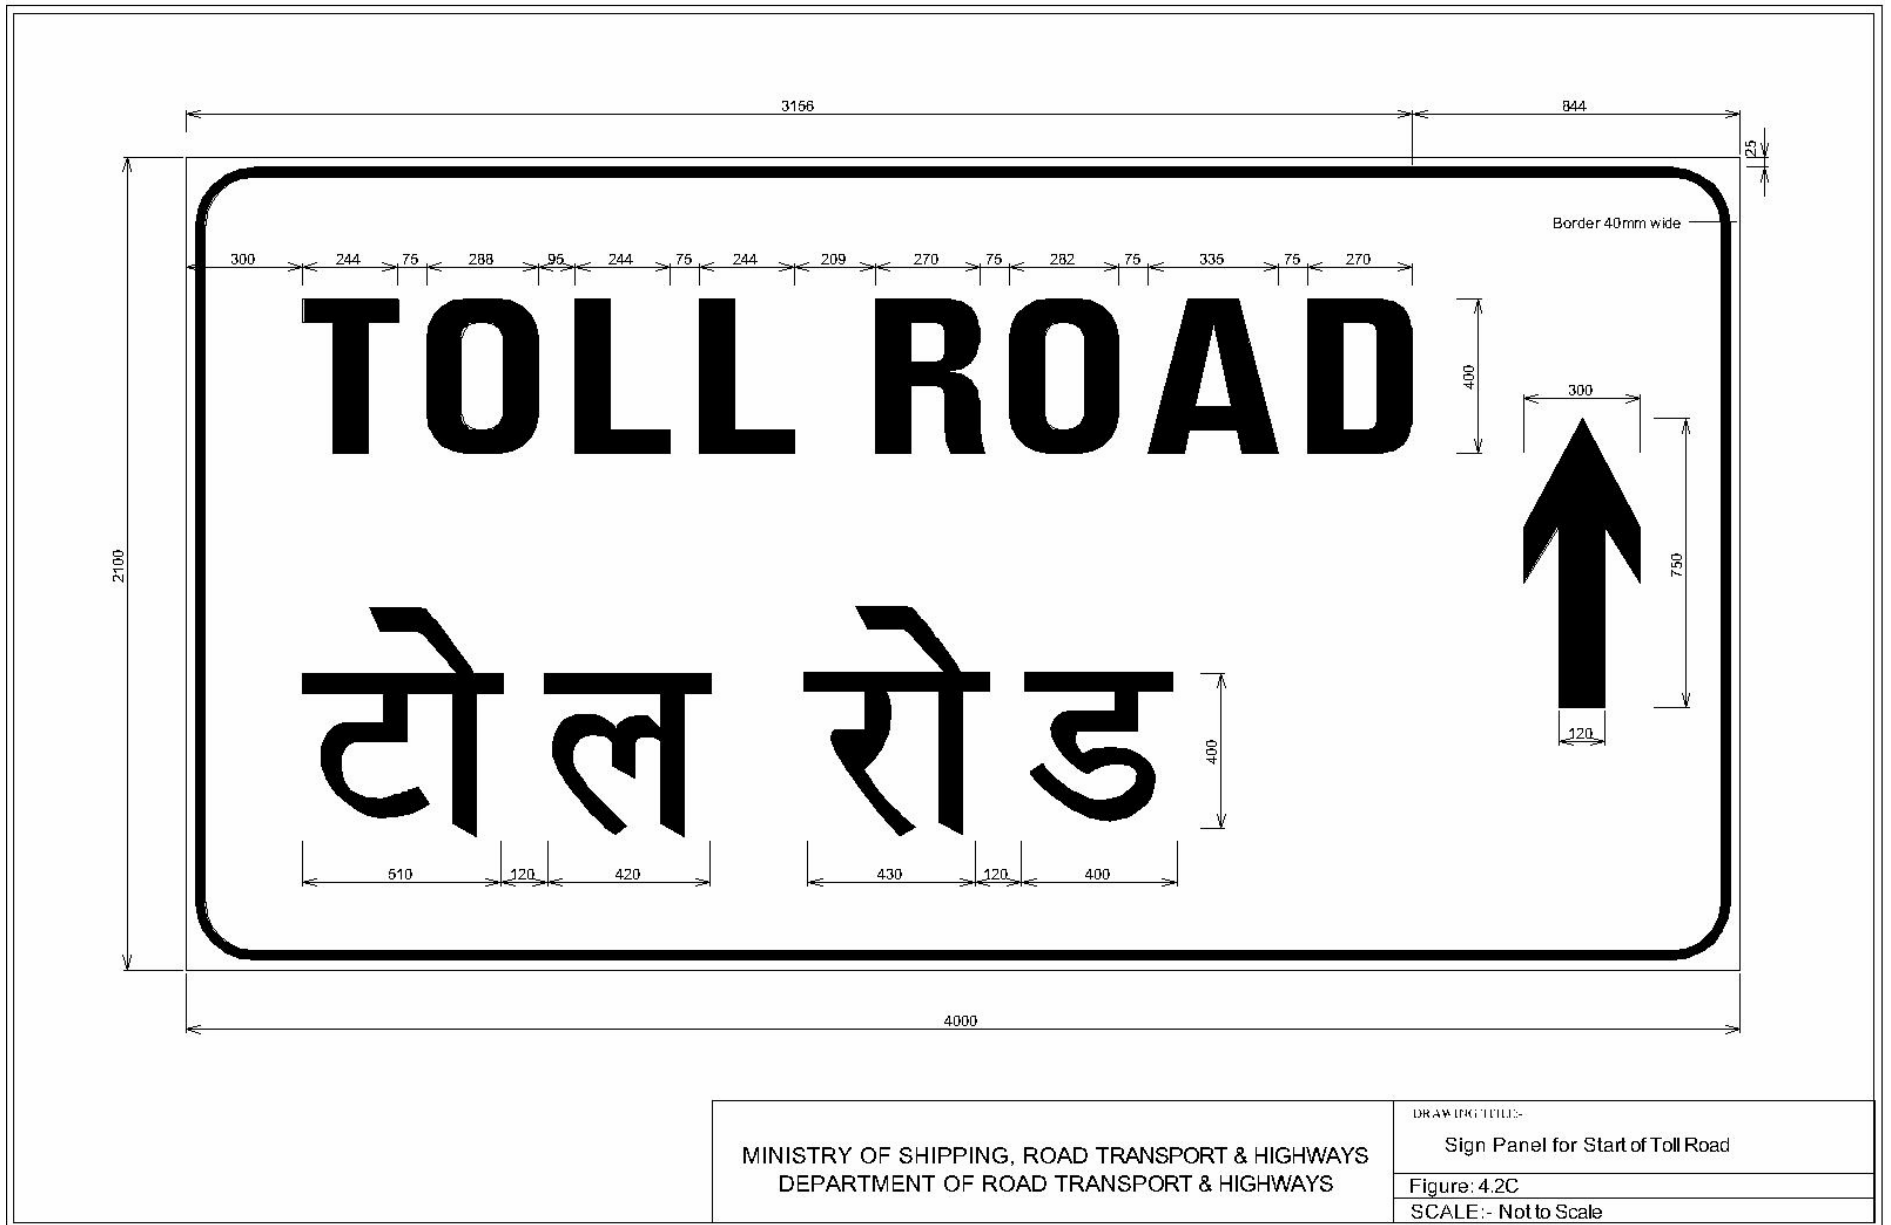 3156 844
25
Border 40mm wide
300 244 75 288 95 244 75 244 209 270 75 282 75 335 75 270
TOLL ROAD
400
300
2100
750
टोल रोड
120
400
510 120 420 430 120 400
4000
DRAWING TITLE:-
Sign Panel for Start of Toll Road
MINISTRY OF SHIPPING, ROAD TRANSPORT & HIGHWAYS
DEPARTMENT OF ROAD TRANSPORT & HIGHWAYS
Figure: 4.2C
SCALE:- Not to Scale